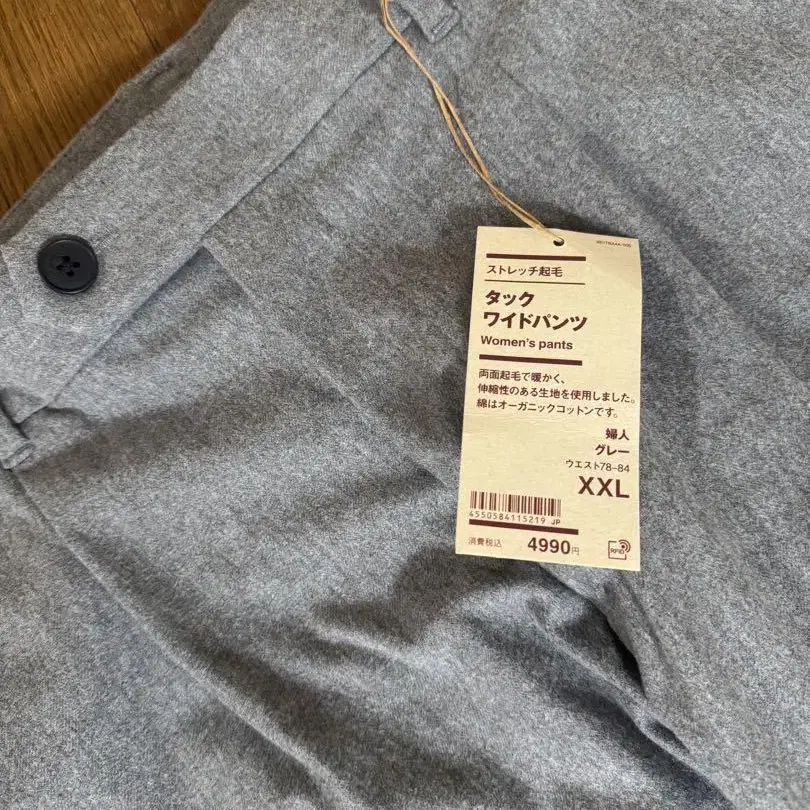 ストレッチ起毛
タック
ワイドパンツ
Women's pants
両面起毛で暖かく、
伸縮性のある生地を使用しました。
綿はオーガニックコットンです。
婦人
グレー
ウエスト78-84
XXL
4550584115219 JP
消費税込 4990円
RFID